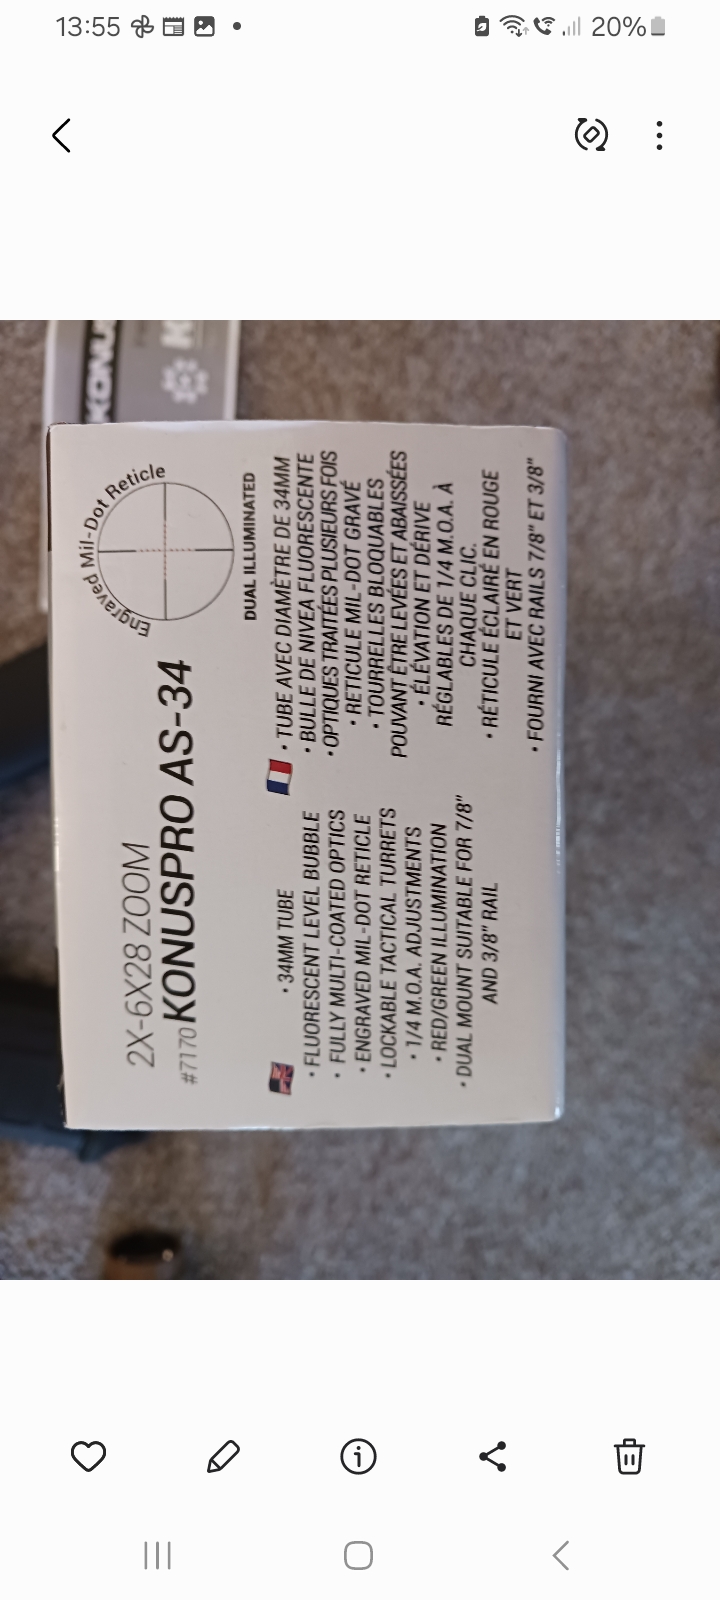 13:55
20%
KONU
K
Engraved Mil-Dot Reticle
DUAL ILLUMINATED
2X-6X28 ZOOM
#7170 KONUSPRO AS-34
• 34MM TUBE
• FLUORESCENT LEVEL BUBBLE
• FULLY MULTI-COATED OPTICS
• ENGRAVED MIL-DOT RETICLE
• LOCKABLE TACTICAL TURRETS
• 1/4 M.O.A. ADJUSTMENTS
• RED/GREEN ILLUMINATION
• DUAL MOUNT SUITABLE FOR 7/8"
AND 3/8" RAIL
• TUBE AVEC DIAMÈTRE DE 34MM
• BULLE DE NIVEA FLUORESCENTE
• OPTIQUES TRAITÉES PLUSIEURS FOIS
• RETICULE MIL-DOT GRAVÉ
• TOURRELLES BLOQUABLES
POUVANT ÊTRE LEVÉES ET ABAISSÉES
• ÉLÉVATION ET DÉRIVE
RÉGLABLES DE 1/4 M.O.A. À
CHAQUE CLIC.
• RÉTICULE ÉCLAIRÉ EN ROUGE
ET VERT
• FOURNI AVEC RAILS 7/8" ET 3/8"